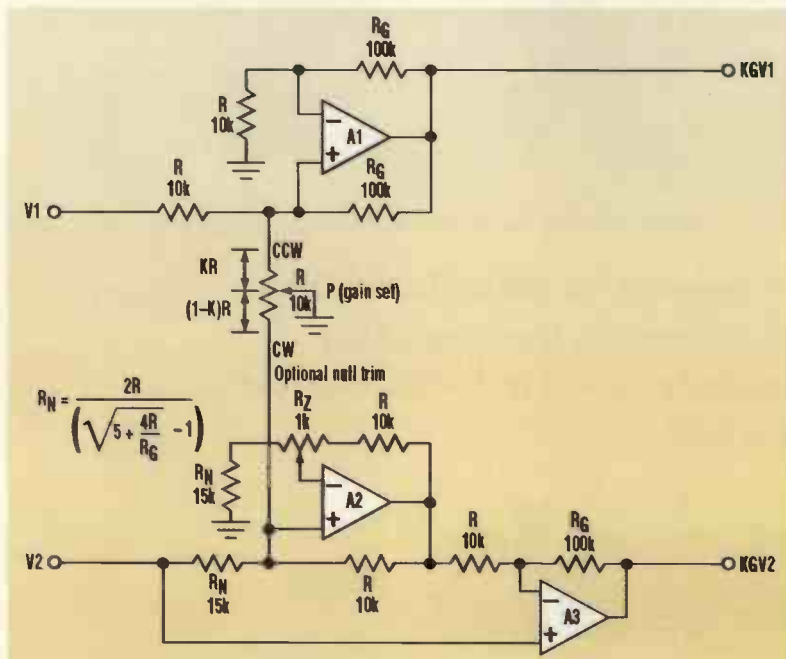 RG
100k
KGV1
R
10k
A1
R
10k
RG
100k
V1
CCW
KR
R
10k
P (gain set)
(1–K)R
CW
Optional null trim
RN = 2R / (√5 + 4R/RG –1)
RZ
1k
R
10k
RN
15k
A2
R
10k
RG
100k
V2
KGV2
RN
15k
R
10k
A3